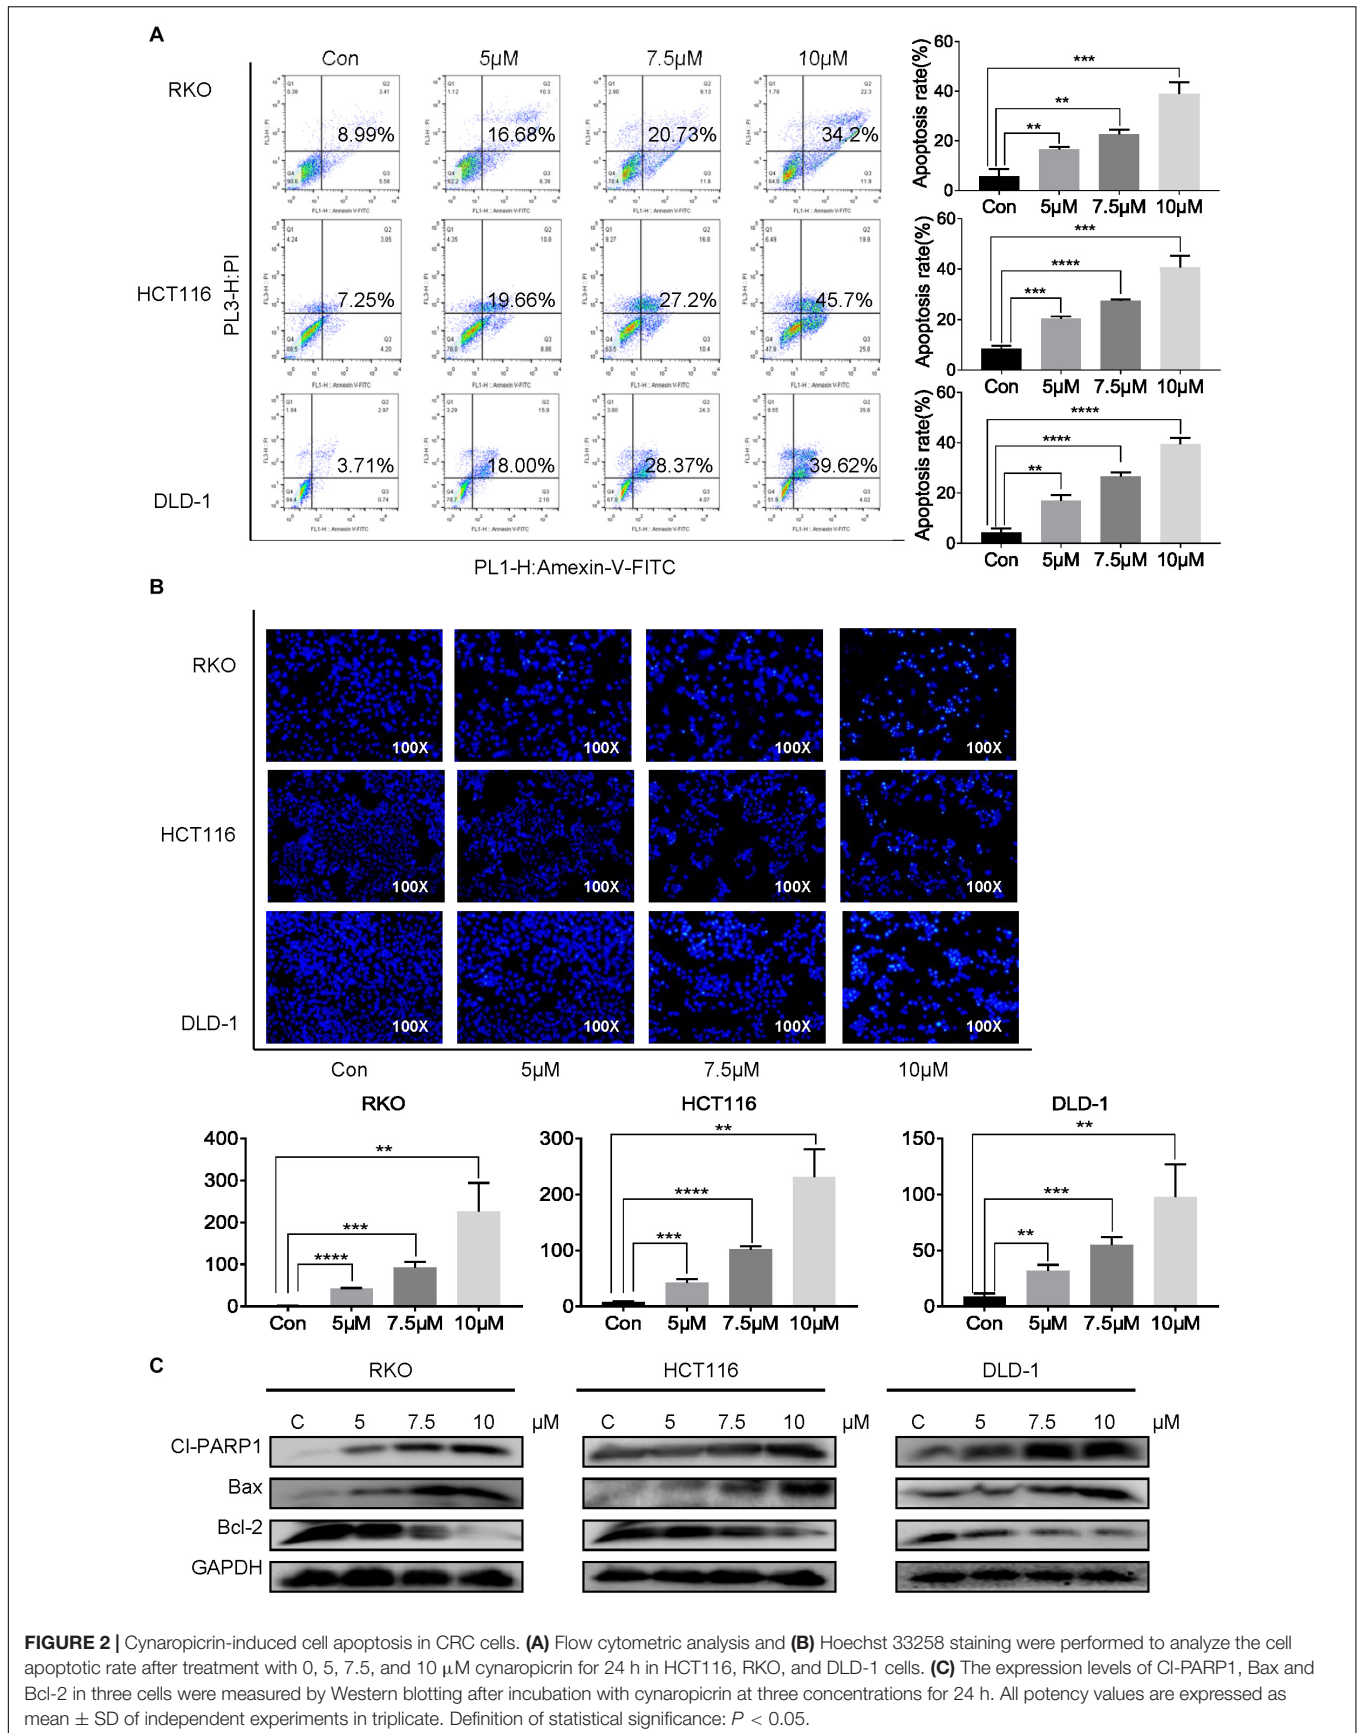 A
Con 5µM 7.5µM 10µM
RKO
8.99% 16.68% 20.73% 34.2%
HCT116
7.25% 19.66% 27.2% 45.7%
DLD-1
3.71% 18.00% 28.37% 39.62%
PL3-H:PI
PL1-H:Amexin-V-FITC
Apoptosis rate(%)
60
40
20
0
*** ** **
Con 5µM 7.5µM 10µM
Apoptosis rate(%)
60
40
20
0
*** **** ***
Con 5µM 7.5µM 10µM
Apoptosis rate(%)
60
40
20
0
**** **** **
Con 5µM 7.5µM 10µM
B
RKO
100X 100X 100X 100X
HCT116
100X 100X 100X 100X
DLD-1
100X 100X 100X 100X
Con 5µM 7.5µM 10µM
RKO
400
300
200
100
0
** *** ****
Con 5µM 7.5µM 10µM
HCT116
300
200
100
0
** **** ***
Con 5µM 7.5µM 10µM
DLD-1
150
100
50
0
** *** **
Con 5µM 7.5µM 10µM
C
RKO HCT116 DLD-1
C 5 7.5 10 µM C 5 7.5 10 µM C 5 7.5 10 µM
Cl-PARP1
Bax
Bcl-2
GAPDH
FIGURE 2 | Cynaropicrin-induced cell apoptosis in CRC cells. (A) Flow cytometric analysis and (B) Hoechst 33258 staining were performed to analyze the cell
apoptotic rate after treatment with 0, 5, 7.5, and 10 µM cynaropicrin for 24 h in HCT116, RKO, and DLD-1 cells. (C) The expression levels of Cl-PARP1, Bax and
Bcl-2 in three cells were measured by Western blotting after incubation with cynaropicrin at three concentrations for 24 h. All potency values are expressed as
mean ± SD of independent experiments in triplicate. Definition of statistical significance: P < 0.05.